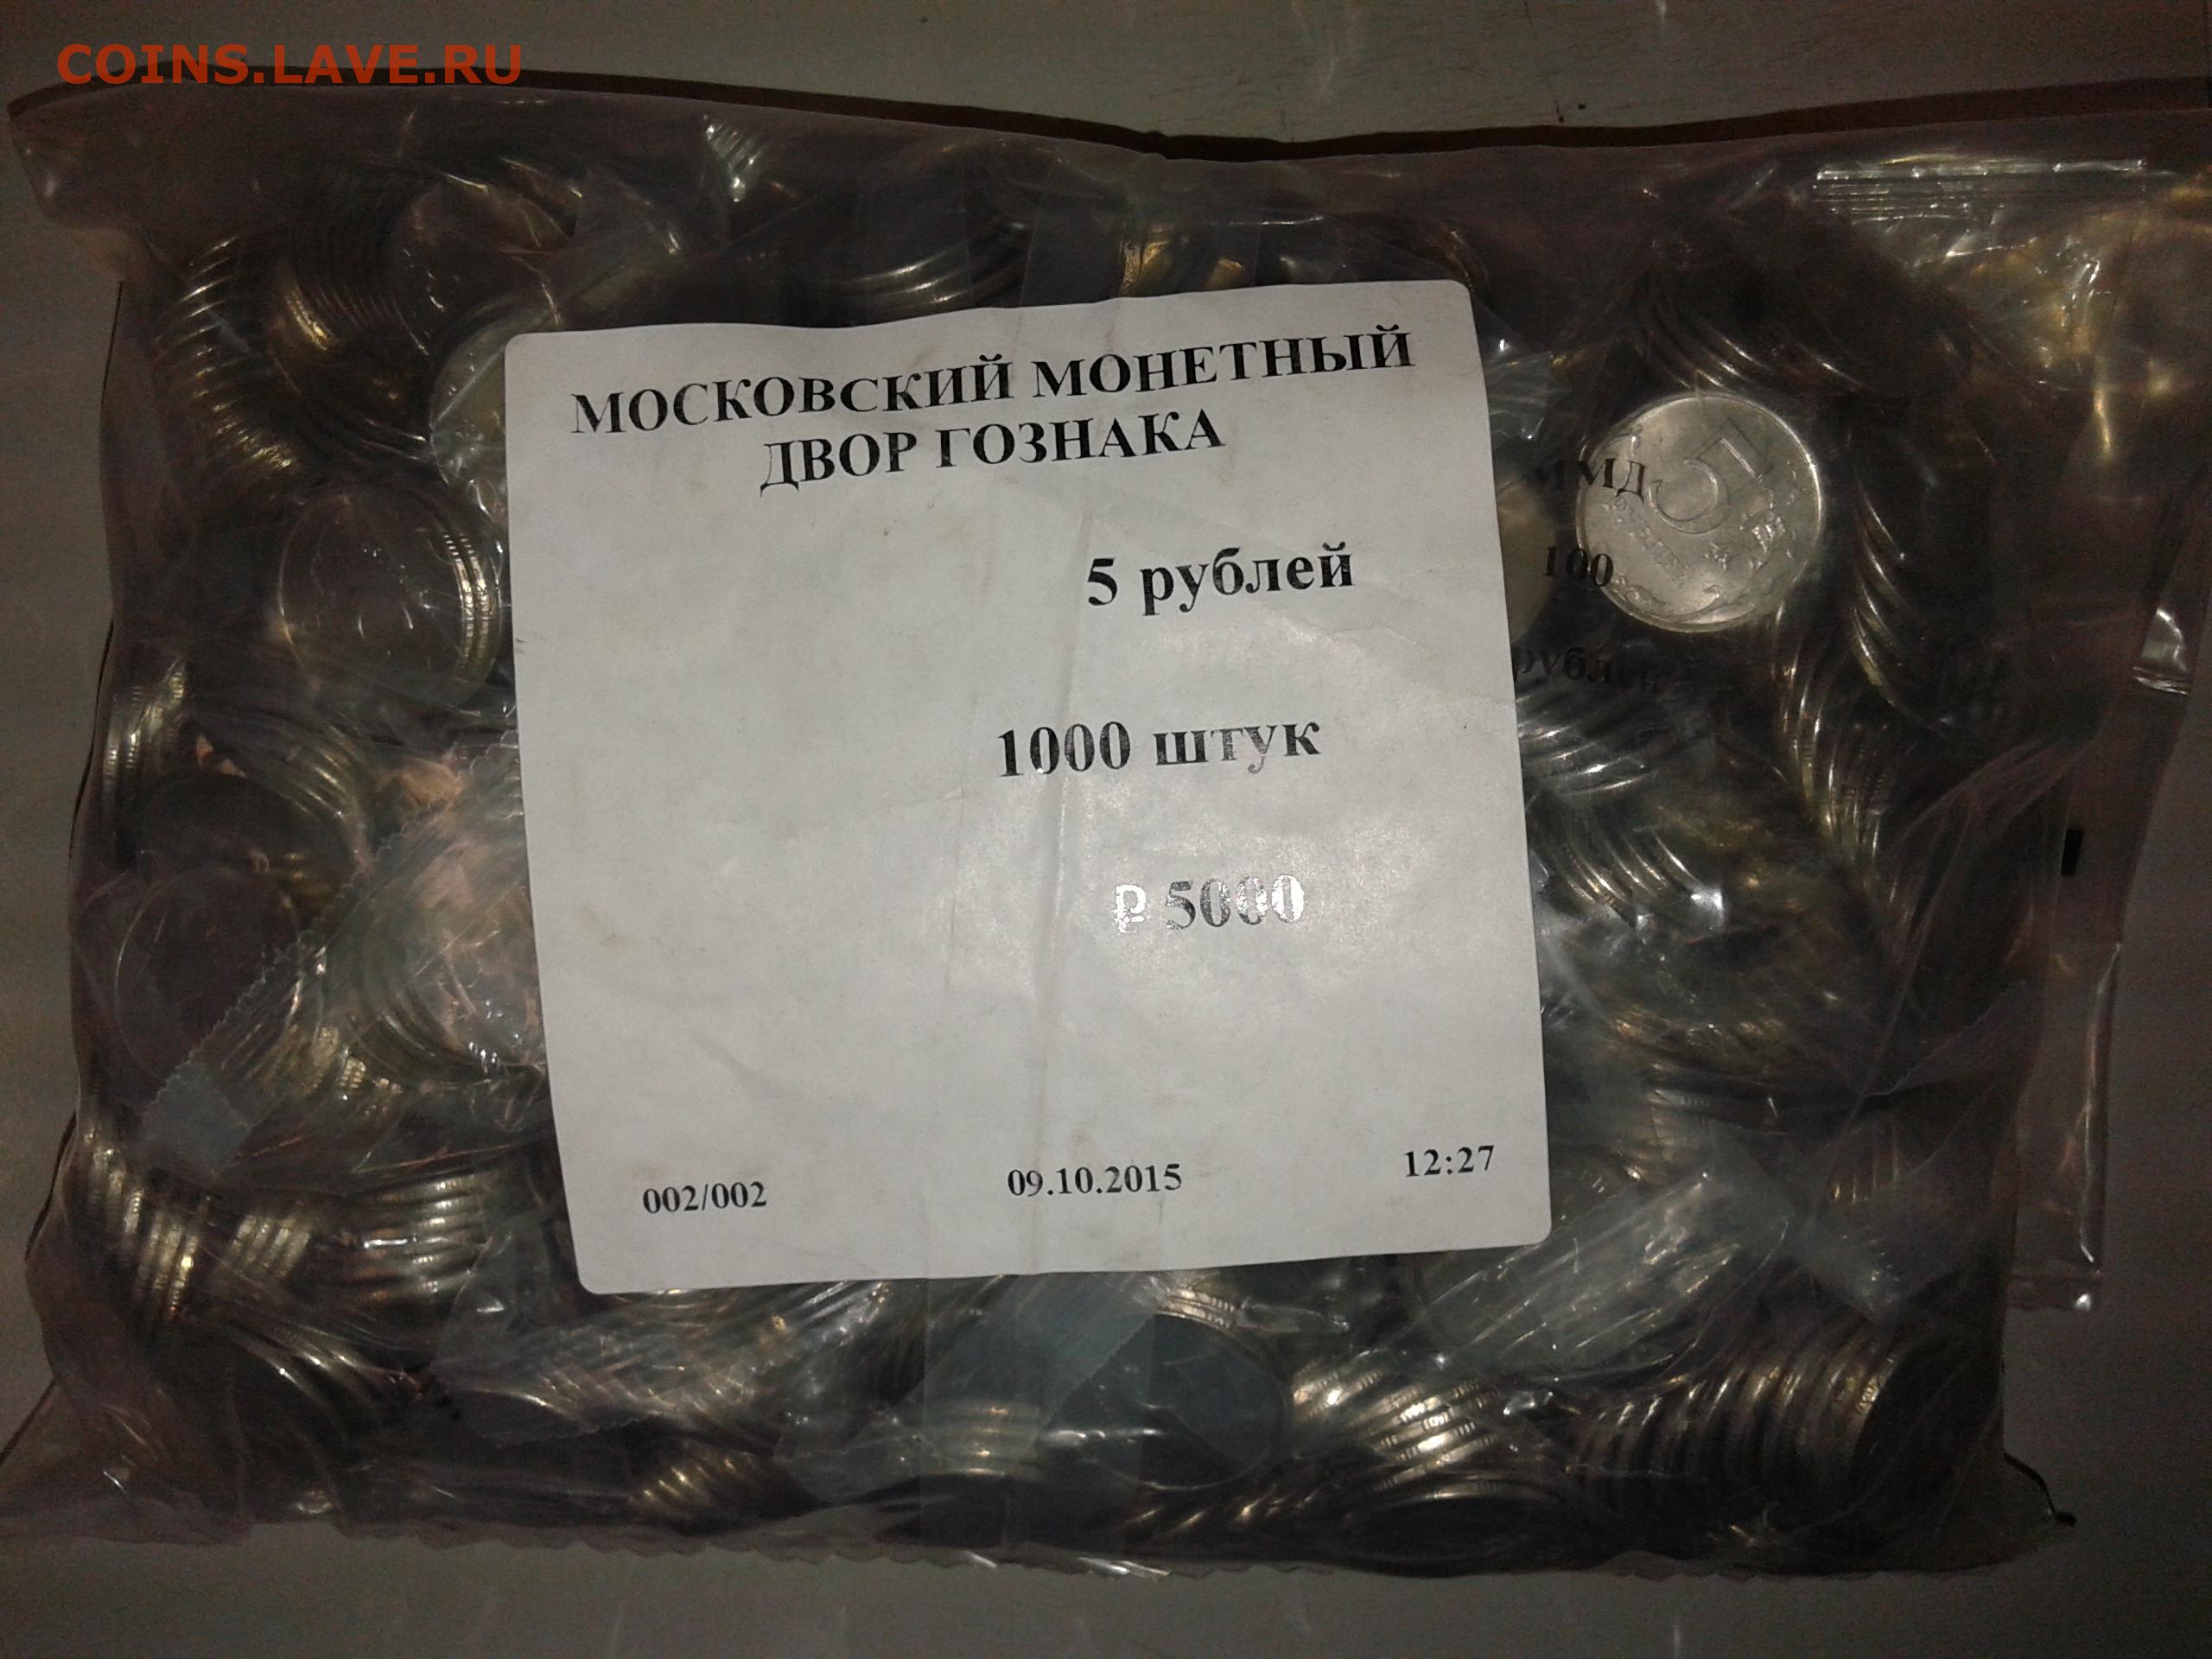 COINS.LAVE.RU
МОСКОВСКИЙ МОНЕТНЫЙ
ДВОР ГОЗНАКА
5 рублей
1000 штук
₽ 5000
002/002 09.10.2015 12:27
ММД
100
5